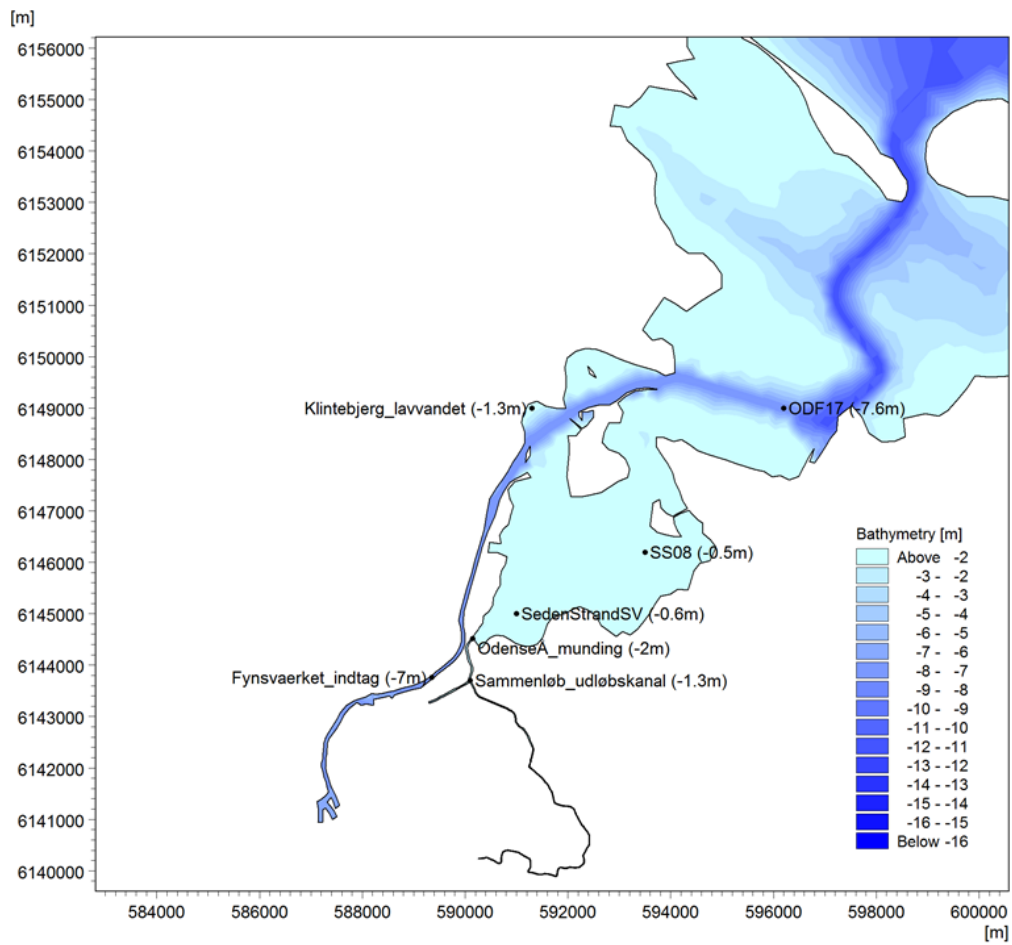 [m]
6156000
6155000
6154000
6153000
6152000
6151000
6150000
6149000
6148000
6147000
6146000
6145000
6144000
6143000
6142000
6141000
6140000
Klintebjerg_lavvandet (-1.3m)
ODF17 (-7.6m)
SS08 (-0.5m)
SedenStrandSV (-0.6m)
OdenseA_munding (-2m)
Fynsvaerket_indtag (-7m)
Sammenløb_udløbskanal (-1.3m)
Bathymetry [m]
Above -2
-3 - -2
-4 - -3
-5 - -4
-6 - -5
-7 - -6
-8 - -7
-9 - -8
-10 - -9
-11 - -10
-12 - -11
-13 - -12
-14 - -13
-15 - -14
-16 - -15
Below -16
584000 586000 588000 590000 592000 594000 596000 598000 600000
[m]